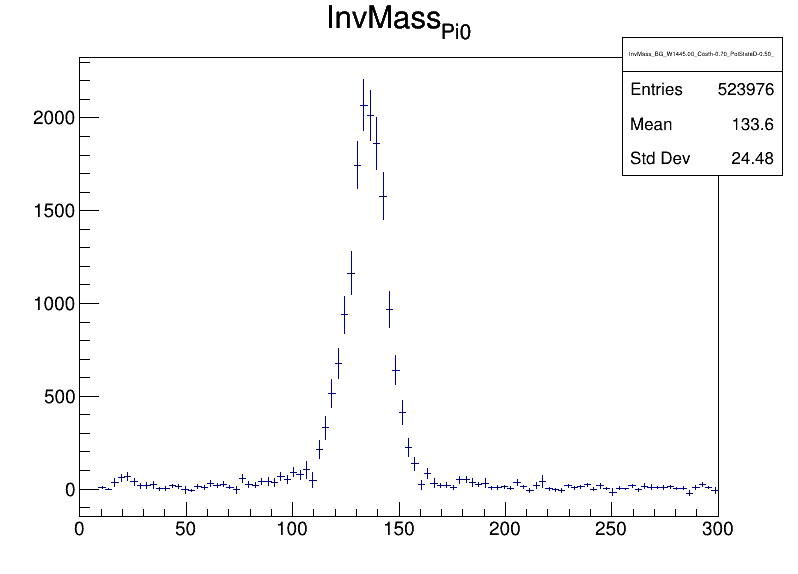 InvMass_Pi0
InvMass_BG_W1445.00_Costh-0.70_PolStateD-0.50_
Entries 523976
Mean 133.6
Std Dev 24.48
2000
1500
1000
500
0
0 50 100 150 200 250 300